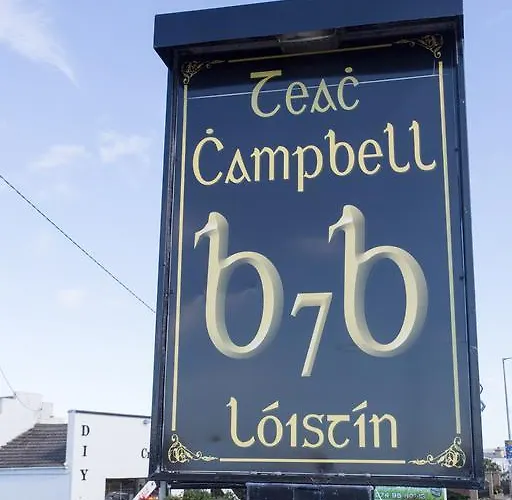 Teaċ
Ċampbell
b⁊b
Lóistín
DIY